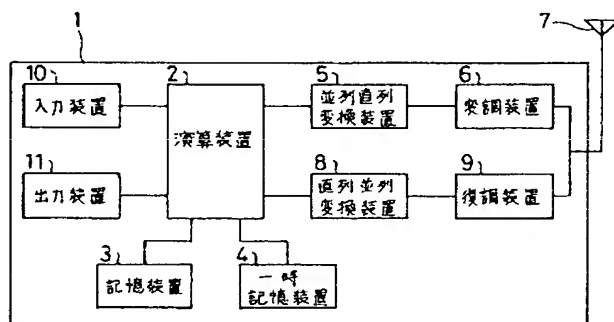 1
7
10
入力装置
2
演算装置
5
並列直列
変換装置
6
変調装置
11
出力装置
8
直列並列
変換装置
9
復調装置
3
記憶装置
4
一時
記憶装置